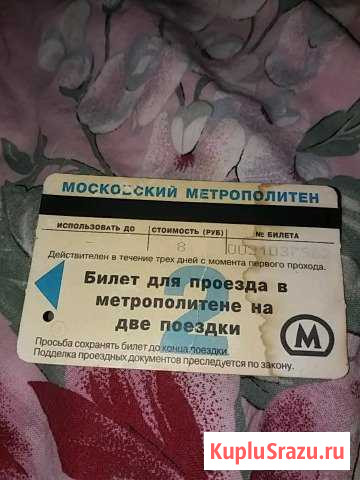 МОСКОВСКИЙ МЕТРОПОЛИТЕН
ИСПОЛЬЗОВАТЬ ДО СТОИМОСТЬ (РУБ) № БИЛЕТА
8
Действителен в течение трех дней с момента первого прохода.
2
Билет для проезда в
метрополитене на
две поездки
М
Просьба сохранять билет до конца поездки.
Подделка проездных документов преследуется по закону.
KupluSrazu.ru